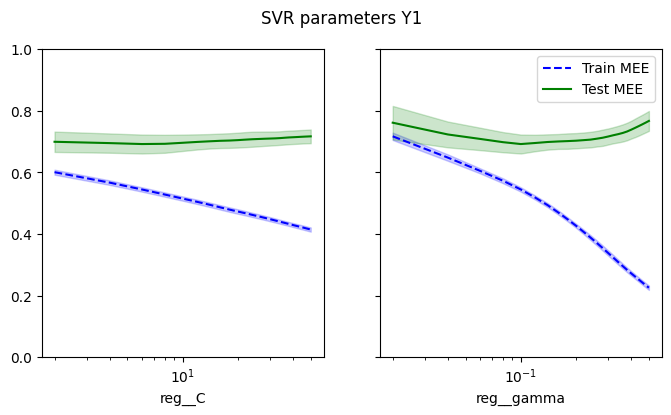 SVR parameters Y1
1.0
0.8
0.6
0.4
0.2
0.0
10¹
reg__C
Train MEE
Test MEE
10⁻¹
reg__gamma